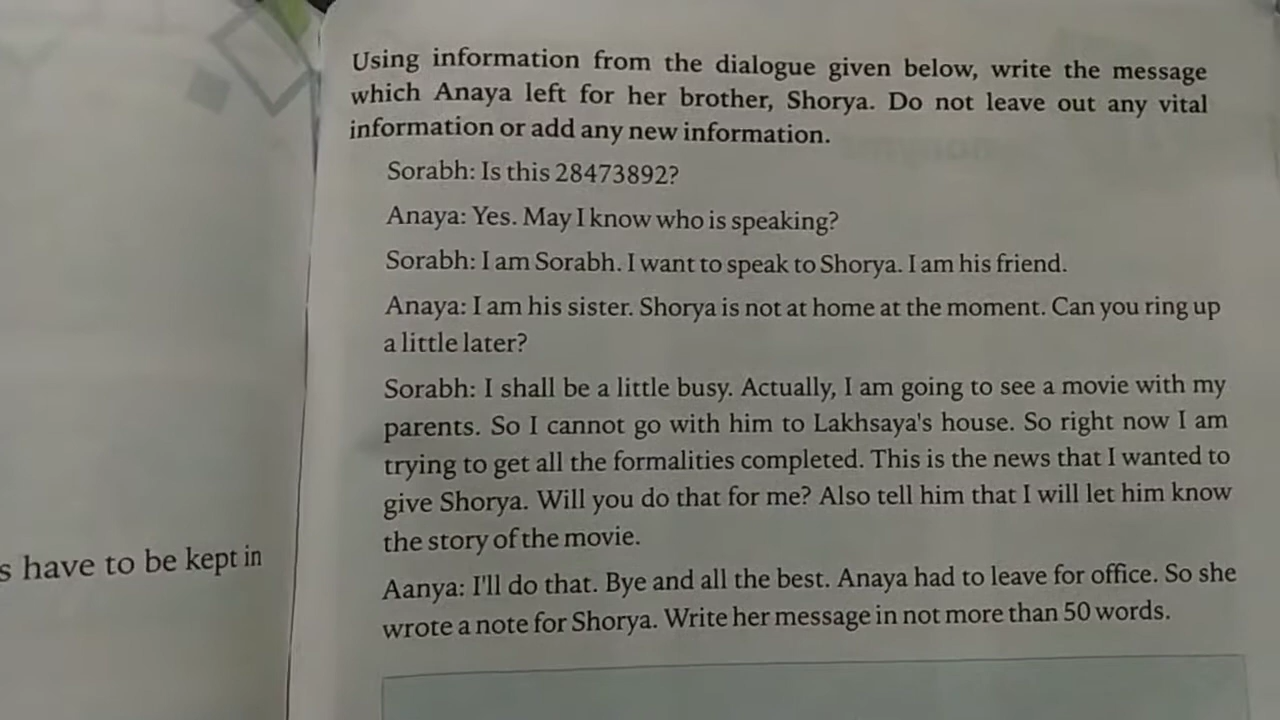 Using information from the dialogue given below, write the message
which Anaya left for her brother, Shorya. Do not leave out any vital
information or add any new information.
Sorabh: Is this 28473892?
Anaya: Yes. May I know who is speaking?
Sorabh: I am Sorabh. I want to speak to Shorya. I am his friend.
Anaya: I am his sister. Shorya is not at home at the moment. Can you ring up
a little later?
Sorabh: I shall be a little busy. Actually, I am going to see a movie with my
parents. So I cannot go with him to Lakhsaya's house. So right now I am
trying to get all the formalities completed. This is the news that I wanted to
give Shorya. Will you do that for me? Also tell him that I will let him know
the story of the movie.
Aanya: I'll do that. Bye and all the best. Anaya had to leave for office. So she
wrote a note for Shorya. Write her message in not more than 50 words.
s have to be kept in